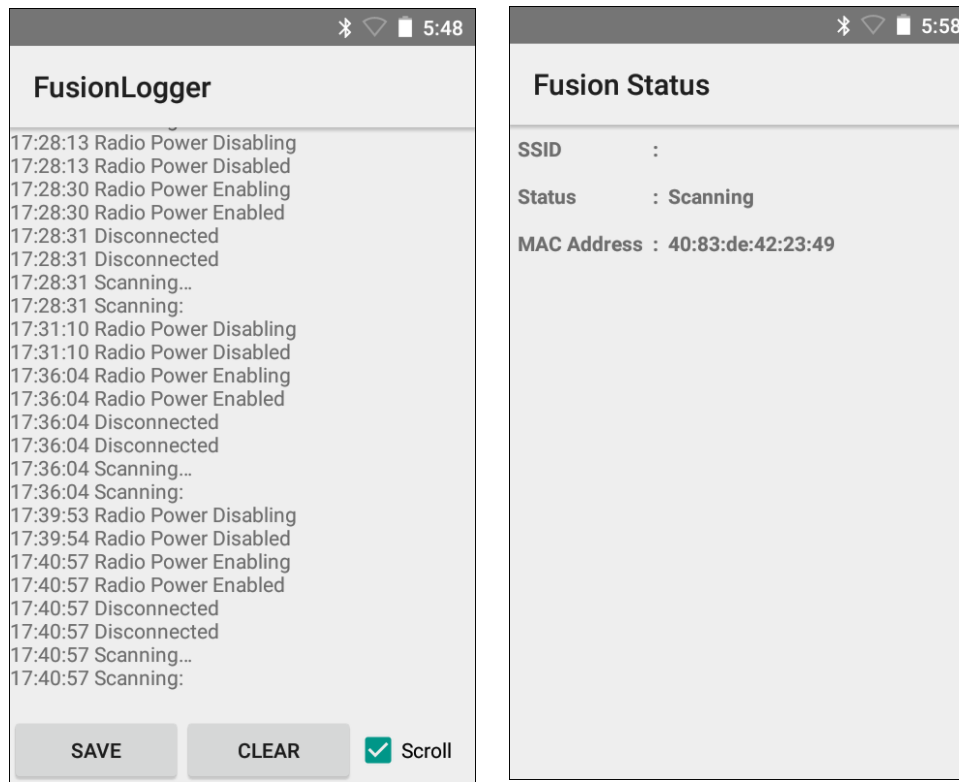 5:48
FusionLogger
17:28:13 Radio Power Disabling
17:28:13 Radio Power Disabled
17:28:30 Radio Power Enabling
17:28:30 Radio Power Enabled
17:28:31 Disconnected
17:28:31 Disconnected
17:28:31 Scanning...
17:28:31 Scanning:
17:31:10 Radio Power Disabling
17:31:10 Radio Power Disabled
17:36:04 Radio Power Enabling
17:36:04 Radio Power Enabled
17:36:04 Disconnected
17:36:04 Disconnected
17:36:04 Scanning...
17:36:04 Scanning:
17:39:53 Radio Power Disabling
17:39:54 Radio Power Disabled
17:40:57 Radio Power Enabling
17:40:57 Radio Power Enabled
17:40:57 Disconnected
17:40:57 Disconnected
17:40:57 Scanning...
17:40:57 Scanning:
SAVE CLEAR Scroll
5:58
Fusion Status
SSID :
Status : Scanning
MAC Address : 40:83:de:42:23:49